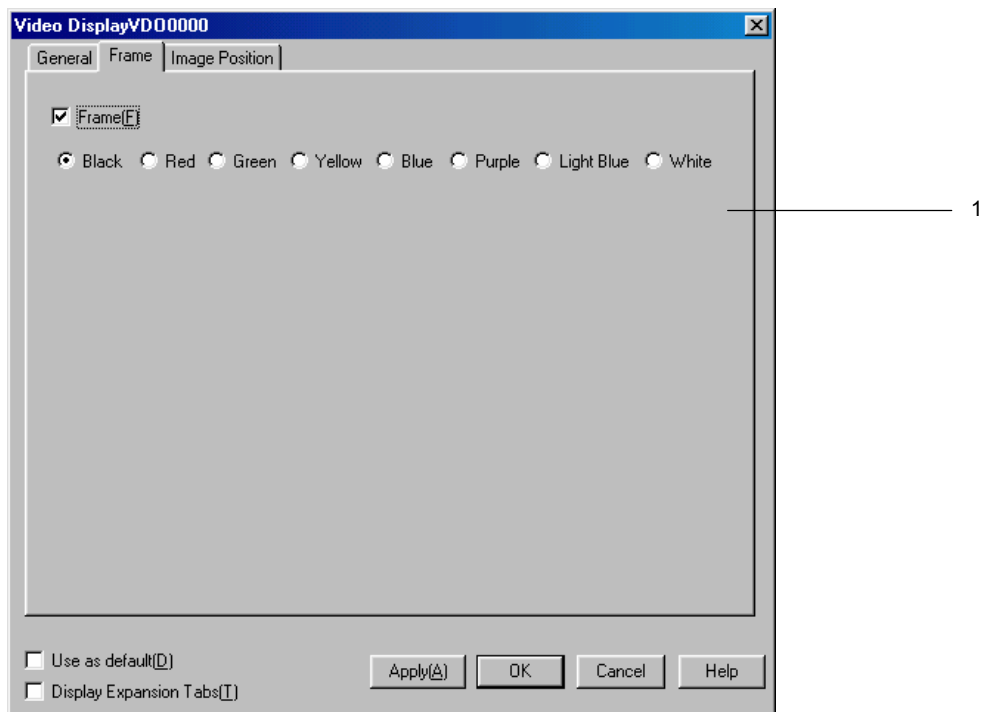 Video DisplayVDO0000
General Frame Image Position
Frame(F)
Black Red Green Yellow Blue Purple Light Blue White
1
Use as default(D)
Display Expansion Tabs(T)
Apply(A) OK Cancel Help